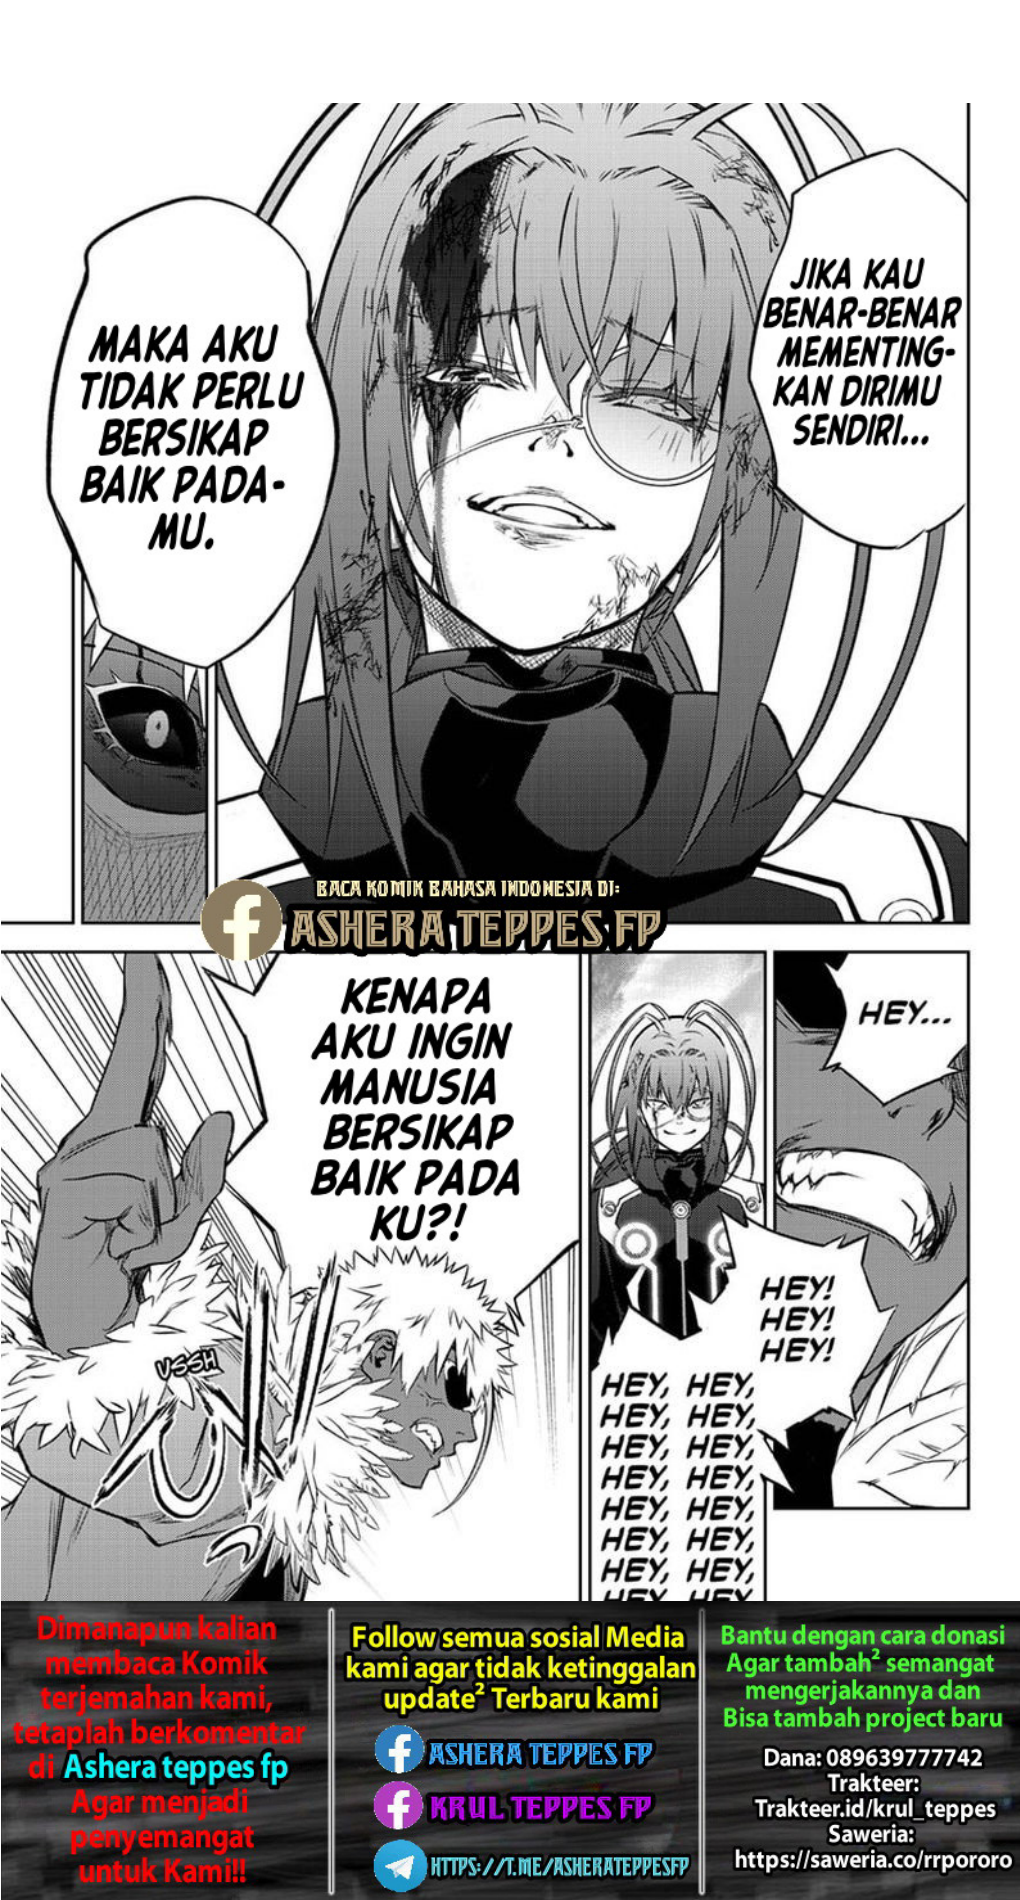 JIKA KAU
BENAR-BENAR
MEMENTING-
KAN DIRIMU
SENDIRI...
MAKA AKU
TIDAK PERLU
BERSIKAP
BAIK PADA-
MU.
BACA KOMIK BAHASA INDONESIA DI:
ASHERA TEPPES FP
HEY...
HEY!
HEY!
HEY!
HEY, HEY,
HEY, HEY,
HEY, HEY,
HEY, HEY,
HEY, HEY,
HEY, HEY,
HEY, HEY,
HEY, HEY,
KENAPA
AKU INGIN
MANUSIA
BERSIKAP
BAIK PADA
KU?!
VSSH
Dimanapun kalian
membaca Komik
terjemahan kami,
tetaplah berkomentar
di Ashera teppes fp
Agar menjadi
penyemangat
untuk Kami!!
Follow semua sosial Media
kami agar tidak ketinggalan
update² Terbaru kami
ASHERA TEPPES FP
KRUL TEPPES FP
HTTPS://T.ME/ASHERATEPPESFP
Bantu dengan cara donasi
Agar tambah² semangat
mengerjakannya dan
Bisa tambah project baru
Dana: 089639777742
Trakteer:
Trakteer.id/krul_teppes
Saweria:
https://saweria.co/rrpororo